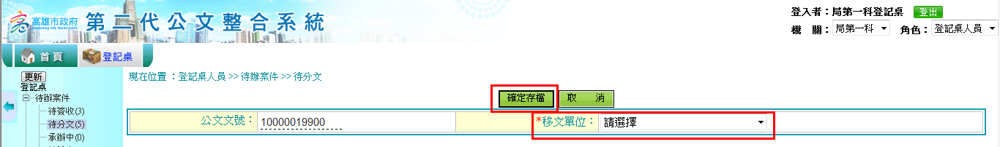 高雄市政府 第二代公文整合系統
登入者：局第一科登記桌 登出
機 關：局第一科 角色：登記桌人員
首頁 登記桌
更新
現在位置：登記桌人員 >> 待辦案件 >> 待分文
登記桌
待辦案件
確定存檔 取 消
待簽收(3)
公文文號： 10000019900 *移文單位： 請選擇
待分文(5)
承辦中(0)